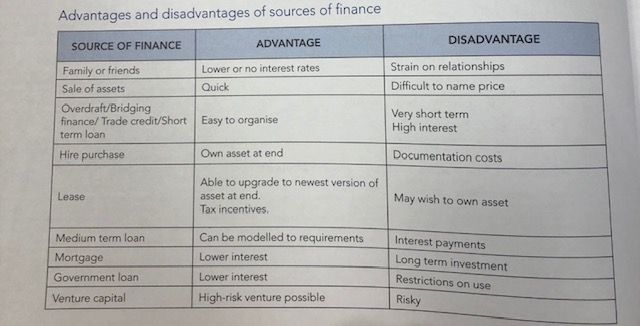 Advantages and disadvantages of sources of finance
SOURCE OF FINANCE
ADVANTAGE
DISADVANTAGE
Family or friends
Lower or no interest rates
Strain on relationships
Sale of assets
Quick
Difficult to name price
Overdraft/Bridging
finance/ Trade credit/Short
term loan
Easy to organise
Very short term
High interest
Hire purchase
Own asset at end
Documentation costs
Lease
Able to upgrade to newest version of
asset at end.
Tax incentives.
May wish to own asset
Medium term loan
Can be modelled to requirements
Interest payments
Mortgage
Lower interest
Long term investment
Government loan
Lower interest
Restrictions on use
Venture capital
High-risk venture possible
Risky